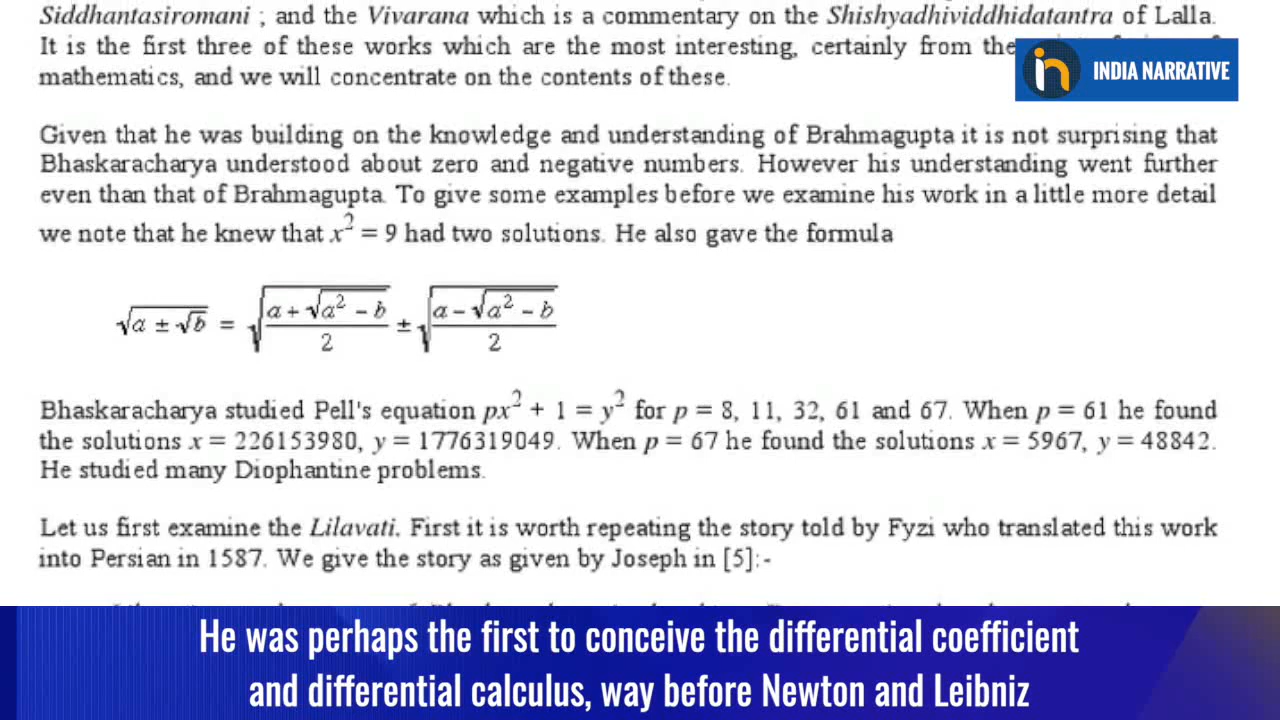 Siddhantasiromani ; and the Vivarana which is a commentary on the Shishyadhividdhidatantra of Lalla.
It is the first three of these works which are the most interesting, certainly from the
mathematics, and we will concentrate on the contents of these.
INDIA NARRATIVE
Given that he was building on the knowledge and understanding of Brahmagupta it is not surprising that
Bhaskaracharya understood about zero and negative numbers. However his understanding went further
even than that of Brahmagupta. To give some examples before we examine his work in a little more detail
we note that he knew that x² = 9 had two solutions. He also gave the formula
√(a ± √b) = √((a + √(a² − b))/2) ± √((a − √(a² − b))/2)
Bhaskaracharya studied Pell's equation px² + 1 = y² for p = 8, 11, 32, 61 and 67. When p = 61 he found
the solutions x = 226153980, y = 1776319049. When p = 67 he found the solutions x = 5967, y = 48842.
He studied many Diophantine problems.
Let us first examine the Lilavati. First it is worth repeating the story told by Fyzi who translated this work
into Persian in 1587. We give the story as given by Joseph in [5]:-
He was perhaps the first to conceive the differential coefficient
and differential calculus, way before Newton and Leibniz